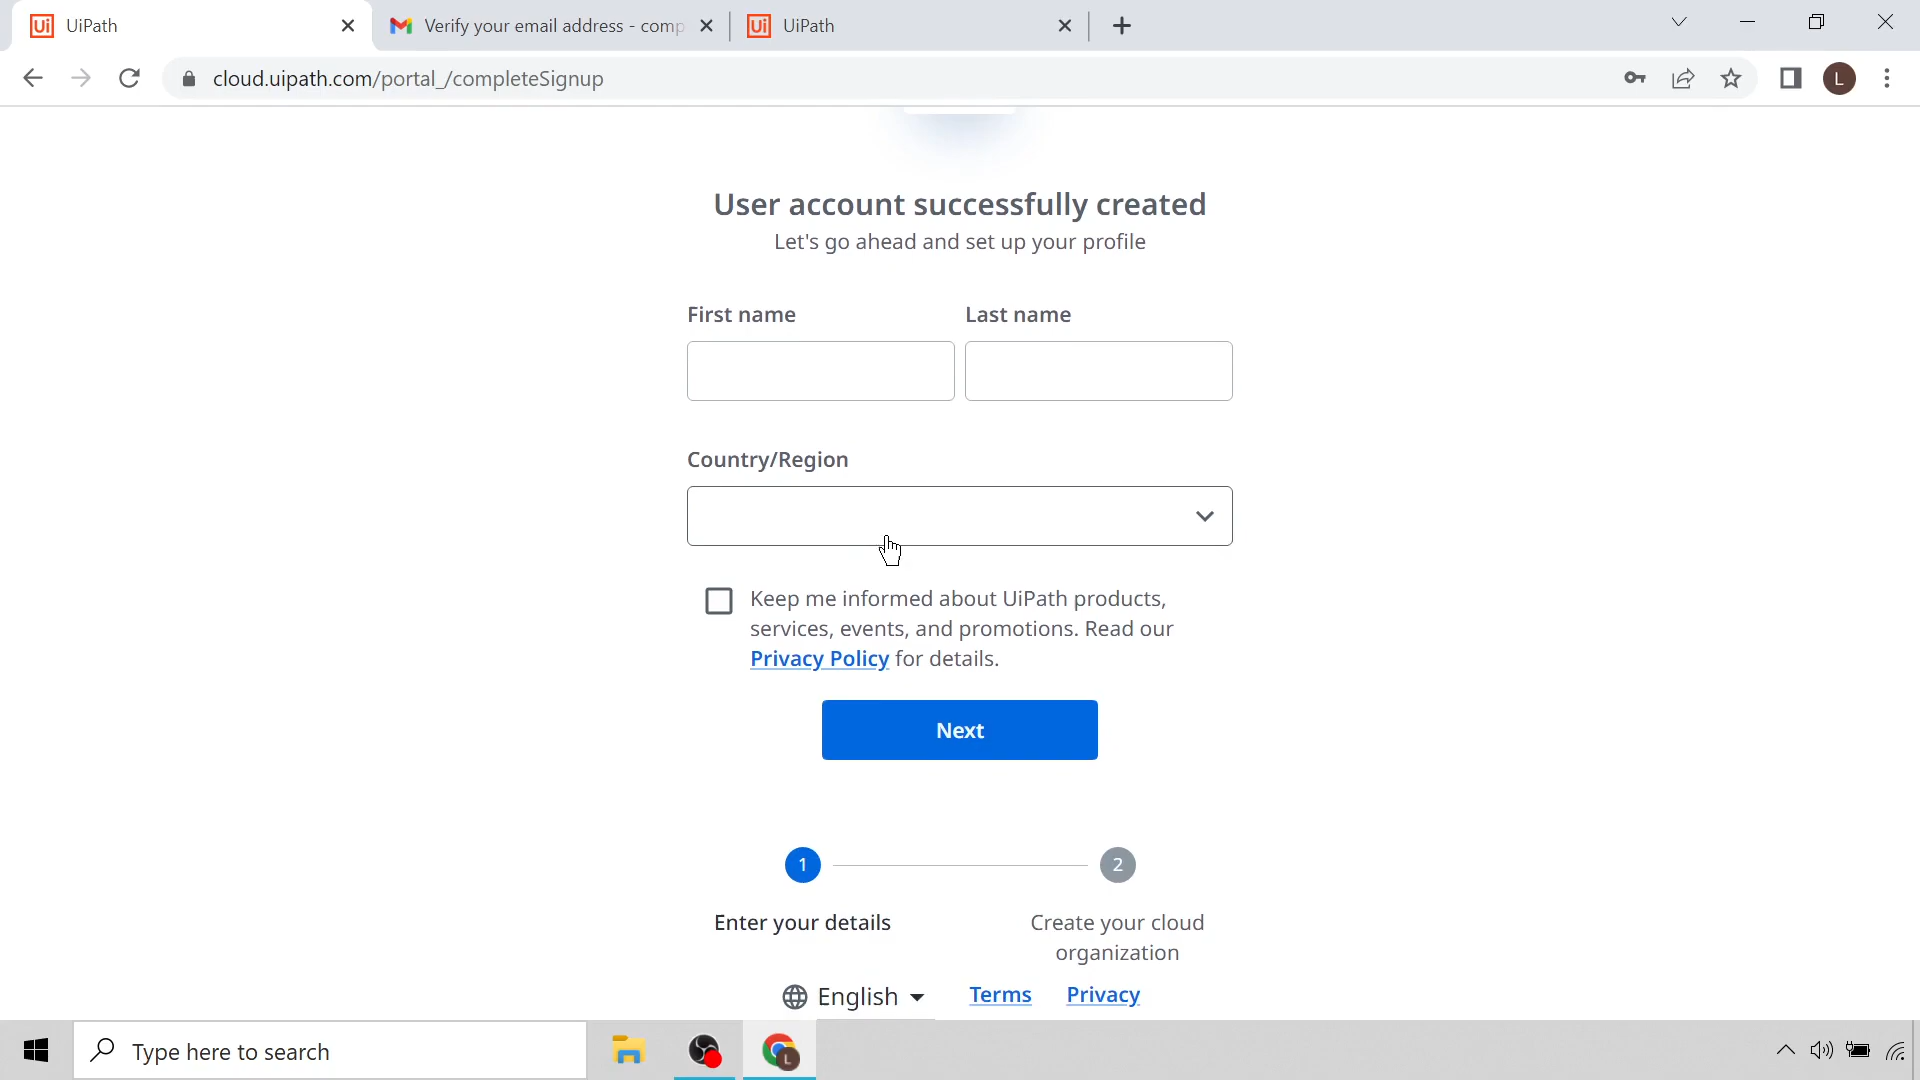 Ui UiPath
Verify your email address - comp
Ui UiPath
cloud.uipath.com/portal_/completeSignup
L
User account successfully created
Let's go ahead and set up your profile
First name
Last name
Country/Region
Keep me informed about UiPath products,
services, events, and promotions. Read our
Privacy Policy for details.
Next
1
2
Enter your details
Create your cloud
organization
English
Terms
Privacy
Type here to search
L